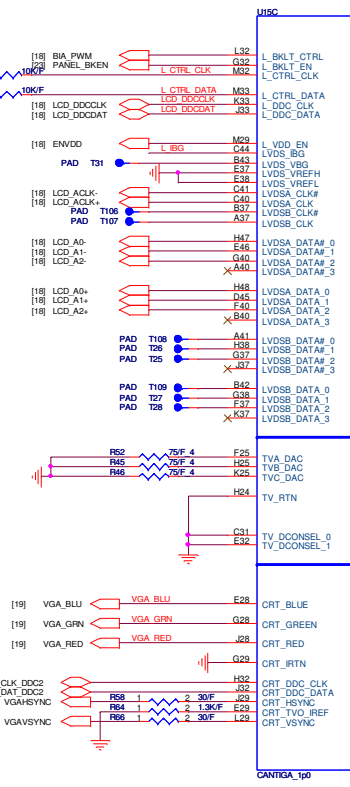 U15C
[18] BIA_PWM L32 L_BKLT_CTRL
[23] PANEL_BKEN G32 L_BKLT_EN
10K/F L_CTRL_CLK M32 L_CTRL_CLK
10K/F L_CTRL_DATA M33 L_CTRL_DATA
[18] LCD_DDCCLK LCD_DDCCLK K33 L_DDC_CLK
[18] LCD_DDCDAT LCD_DDCDAT J33 L_DDC_DATA
[18] ENVDD M29 L_VDD_EN
L_IBG C44 LVDS_IBG
PAD T31 B43 LVDS_VBG
E37 LVDS_VREFH
E38 LVDS_VREFL
[18] LCD_ACLK- C41 LVDSA_CLK#
[18] LCD_ACLK+ C40 LVDSA_CLK
PAD T106 B37 LVDSB_CLK#
PAD T107 A37 LVDSB_CLK
[18] LCD_A0- H47 LVDSA_DATA#_0
[18] LCD_A1- E46 LVDSA_DATA#_1
[18] LCD_A2- G40 LVDSA_DATA#_2
A40 LVDSA_DATA#_3
[18] LCD_A0+ H48 LVDSA_DATA_0
[18] LCD_A1+ D45 LVDSA_DATA_1
[18] LCD_A2+ F40 LVDSA_DATA_2
B40 LVDSA_DATA_3
PAD T108 A41 LVDSB_DATA#_0
PAD T26 H38 LVDSB_DATA#_1
PAD T25 G37 LVDSB_DATA#_2
J37 LVDSB_DATA#_3
PAD T109 B42 LVDSB_DATA_0
PAD T27 G38 LVDSB_DATA_1
PAD T28 F37 LVDSB_DATA_2
K37 LVDSB_DATA_3
R52 75/F_4 F25 TVA_DAC
R45 75/F_4 H25 TVB_DAC
R46 75/F_4 K25 TVC_DAC
H24 TV_RTN
C31 TV_DCONSEL_0
E32 TV_DCONSEL_1
[19] VGA_BLU VGA_BLU E28 CRT_BLUE
[19] VGA_GRN VGA_GRN G28 CRT_GREEN
[19] VGA_RED VGA_RED J28 CRT_RED
G29 CRT_IRTN
CLK_DDC2 H32 CRT_DDC_CLK
DAT_DDC2 J32 CRT_DDC_DATA
VGAHSYNC R58 1 2 30/F J29 CRT_HSYNC
R64 1 2 1.3K/F E29 CRT_TVO_IREF
VGAVSYNC R66 1 2 30/F L29 CRT_VSYNC
CANTIGA_1p0